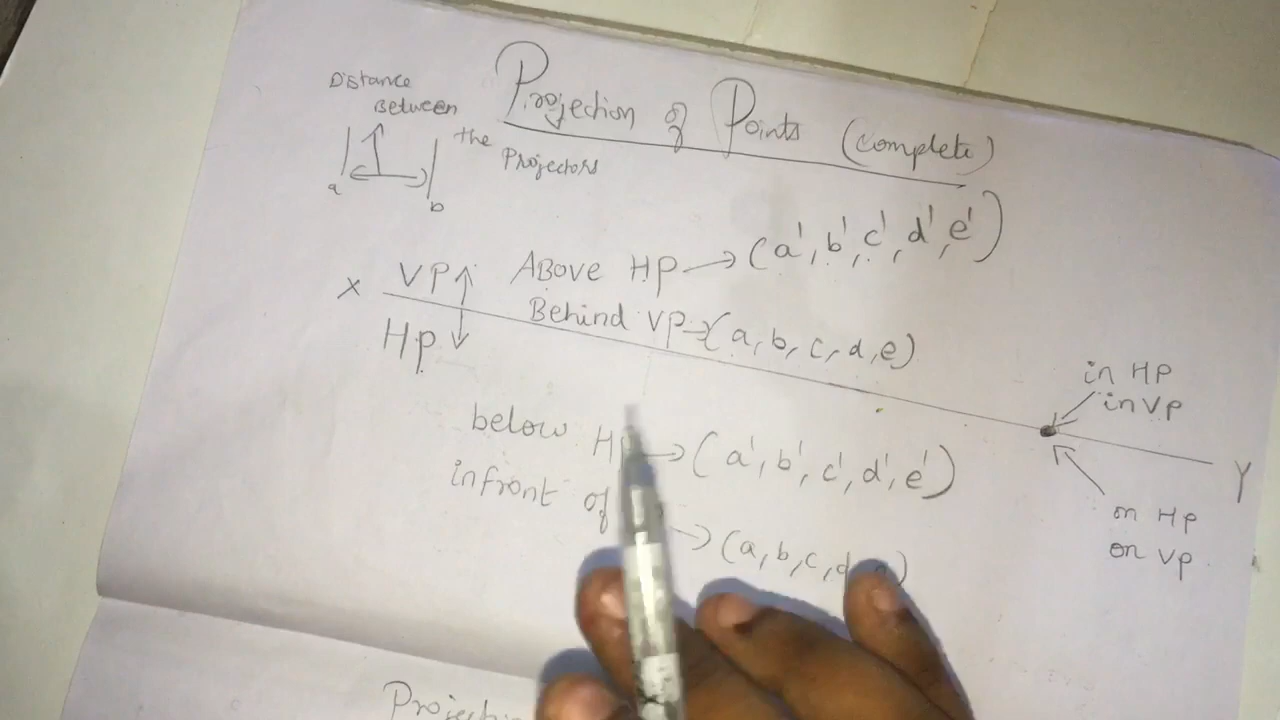 Projection of Points (Complete)
Distance
Between
the
Projectors
a
b
X VP↑ Above HP → (a', b', c', d', e')
Behind VP → (a, b, c, d, e)
HP ↓
in HP
in VP
Y
below → (a', b', c', d', e')
infront of → (a, b, c, d
on HP
on VP